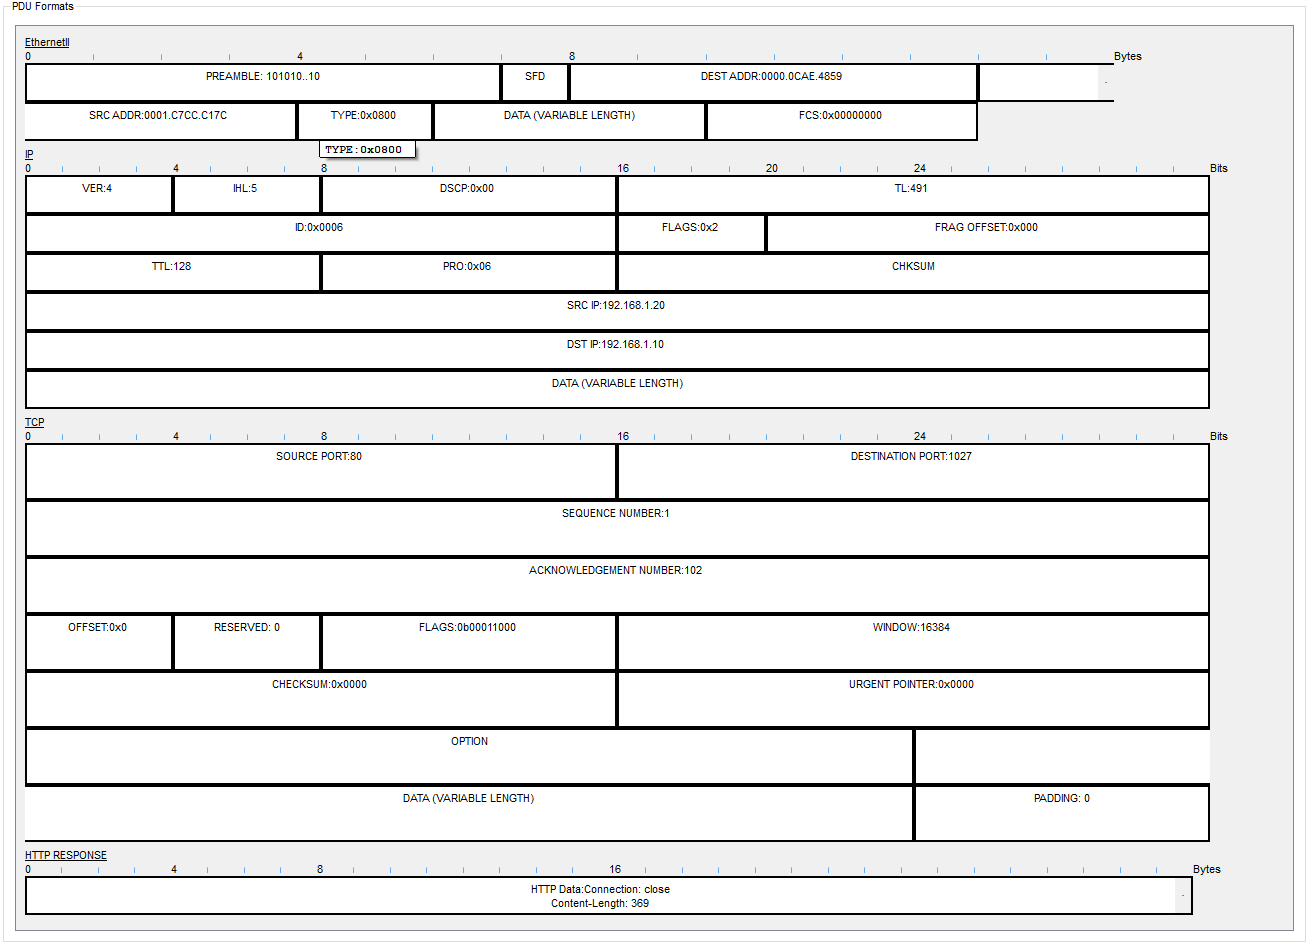 PDU Formats
EthernetII
0 4 8 Bytes
PREAMBLE: 101010..10 SFD DEST ADDR:0000.0CAE.4859
SRC ADDR:0001.C7CC.C17C TYPE:0x0800 DATA (VARIABLE LENGTH) FCS:0x00000000
TYPE:0x0800
IP
0 4 8 16 20 24 Bits
VER:4 IHL:5 DSCP:0x00 TL:491
ID:0x0006 FLAGS:0x2 FRAG OFFSET:0x000
TTL:128 PRO:0x06 CHKSUM
SRC IP:192.168.1.20
DST IP:192.168.1.10
DATA (VARIABLE LENGTH)
TCP
0 4 8 16 24 Bits
SOURCE PORT:80 DESTINATION PORT:1027
SEQUENCE NUMBER:1
ACKNOWLEDGEMENT NUMBER:102
OFFSET:0x0 RESERVED: 0 FLAGS:0b00011000 WINDOW:16384
CHECKSUM:0x0000 URGENT POINTER:0x0000
OPTION
DATA (VARIABLE LENGTH) PADDING: 0
HTTP RESPONSE
0 4 8 16 Bytes
HTTP Data:Connection: close
Content-Length: 369